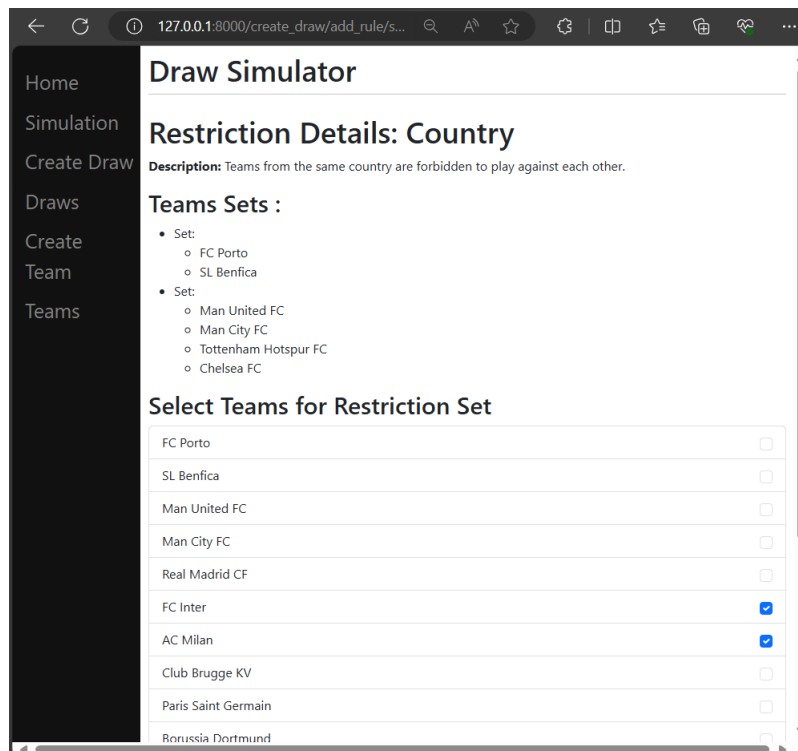 127.0.0.1:8000/create_draw/add_rule/s...
Home
Simulation
Create Draw
Draws
Create
Team
Teams
Draw Simulator
Restriction Details: Country
Description: Teams from the same country are forbidden to play against each other.
Teams Sets :
Set:
FC Porto
SL Benfica
Set:
Man United FC
Man City FC
Tottenham Hotspur FC
Chelsea FC
Select Teams for Restriction Set
FC Porto
SL Benfica
Man United FC
Man City FC
Real Madrid CF
FC Inter
AC Milan
Club Brugge KV
Paris Saint Germain
Borussia Dortmund